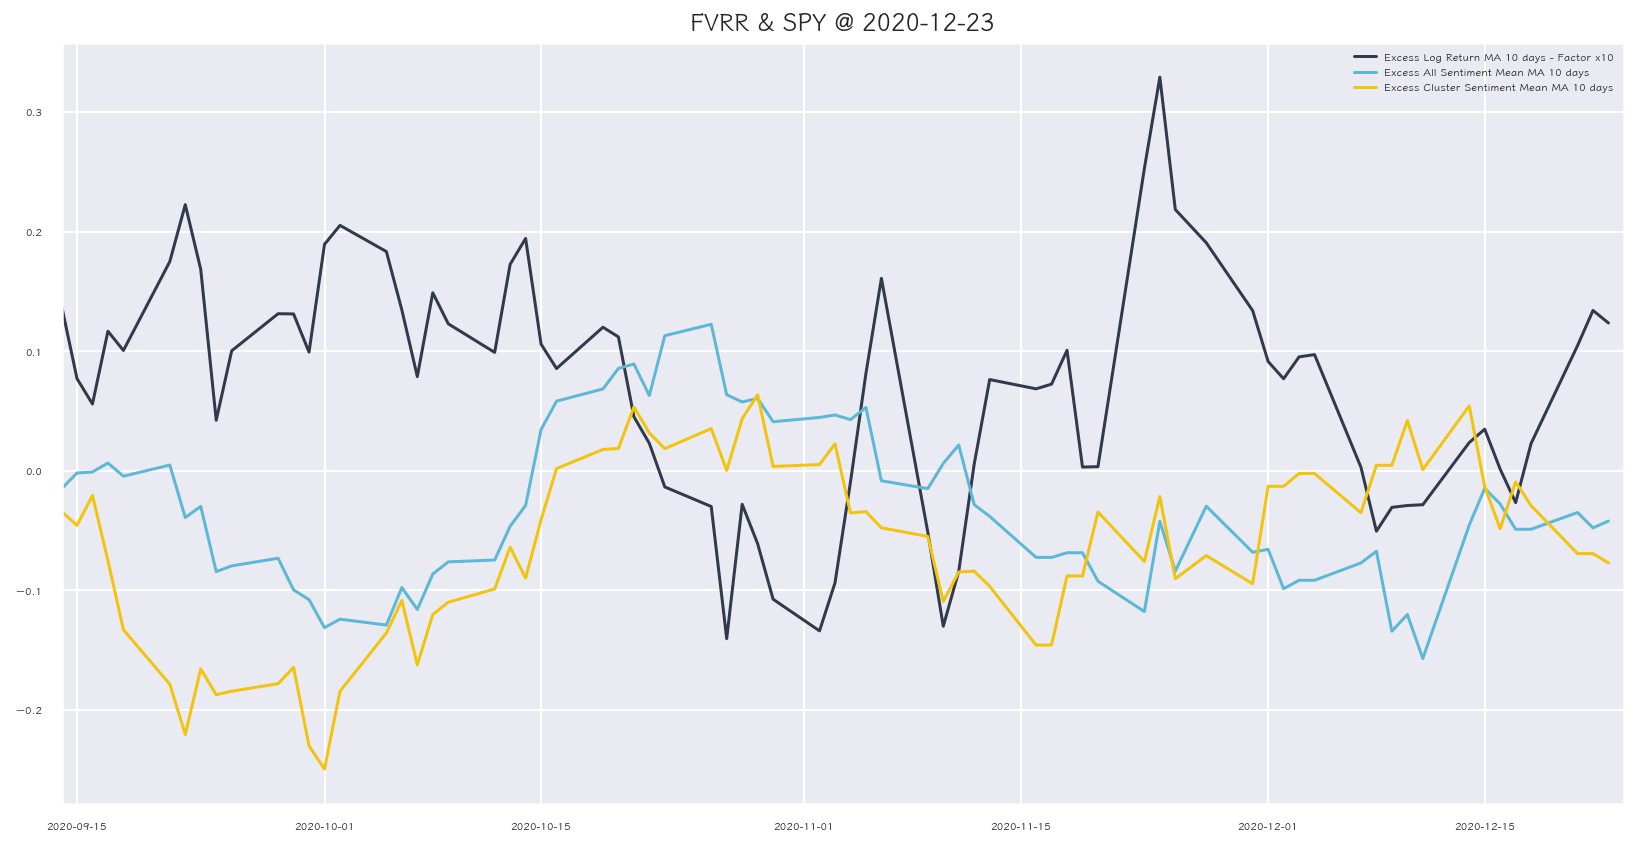 FVRR & SPY @ 2020-12-23
Excess Log Return MA 10 days - Factor x10
Excess All Sentiment Mean MA 10 days
Excess Cluster Sentiment Mean MA 10 days
0.3
0.2
0.1
0.0
−0.1
−0.2
2020-09-15 2020-10-01 2020-10-15 2020-11-01 2020-11-15 2020-12-01 2020-12-15